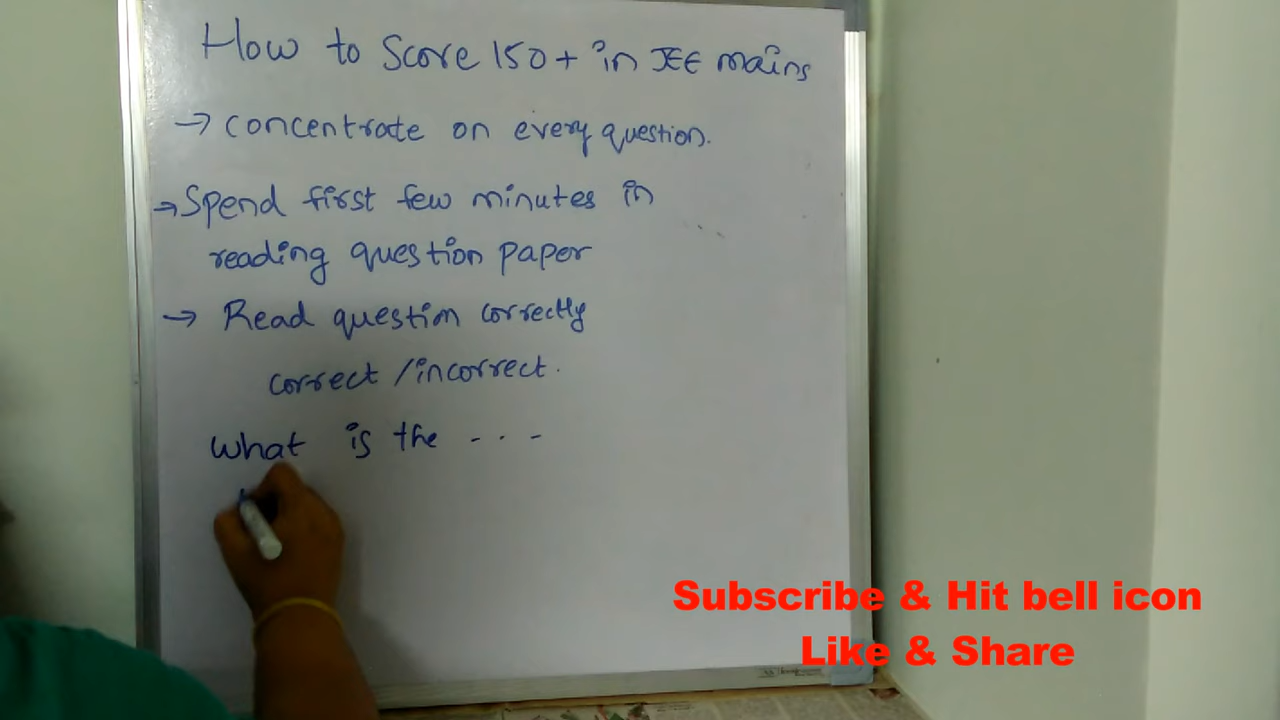 How to Score 150+ in JEE mains
→ concentrate on every question.
→ Spend first few minutes in
reading question paper
→ Read question correctly
correct / incorrect.
What is the - - -
Subscribe & Hit bell icon
Like & Share